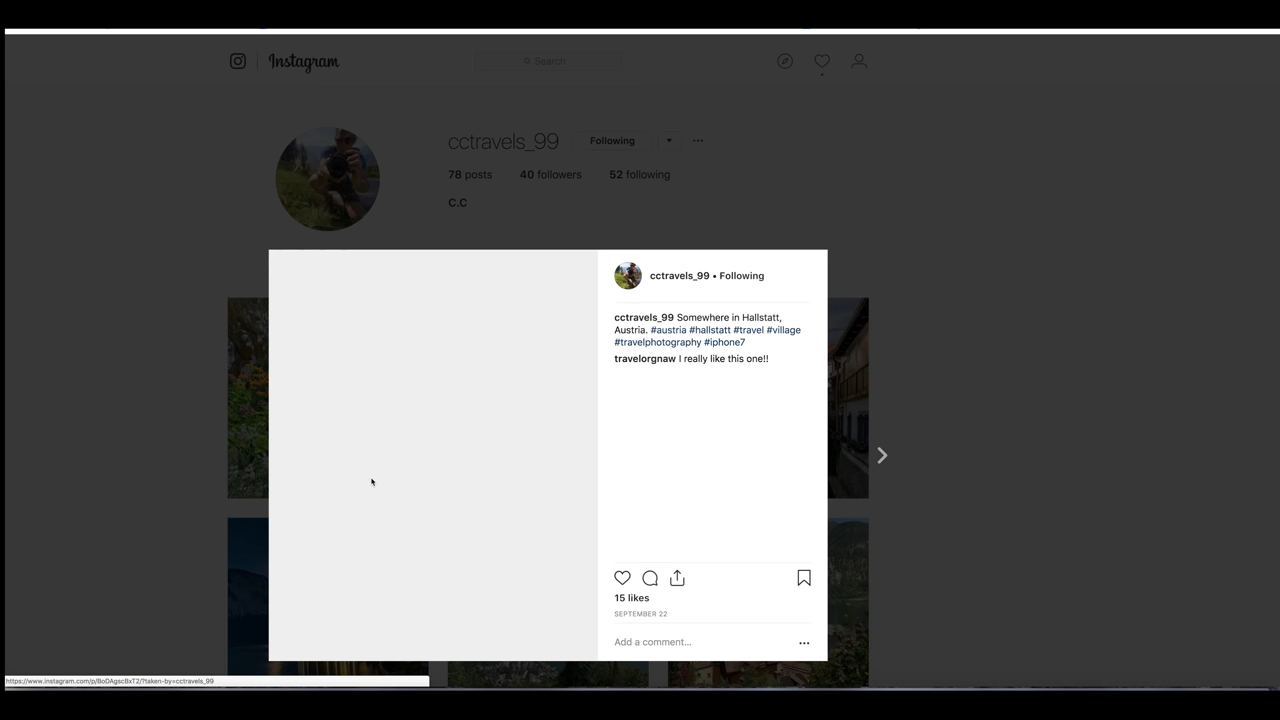 Instagram
Search
cctravels_99 Following
78 posts 40 followers 52 following
C.C
cctravels_99 • Following
cctravels_99 Somewhere in Hallstatt,
Austria. #austria #hallstatt #travel #village
#travelphotography #iphone7
travelorgnaw I really like this one!!
15 likes
SEPTEMBER 22
Add a comment...
https://www.instagram.com/p/BoDAgscBxT2/?taken-by=cctravels_99